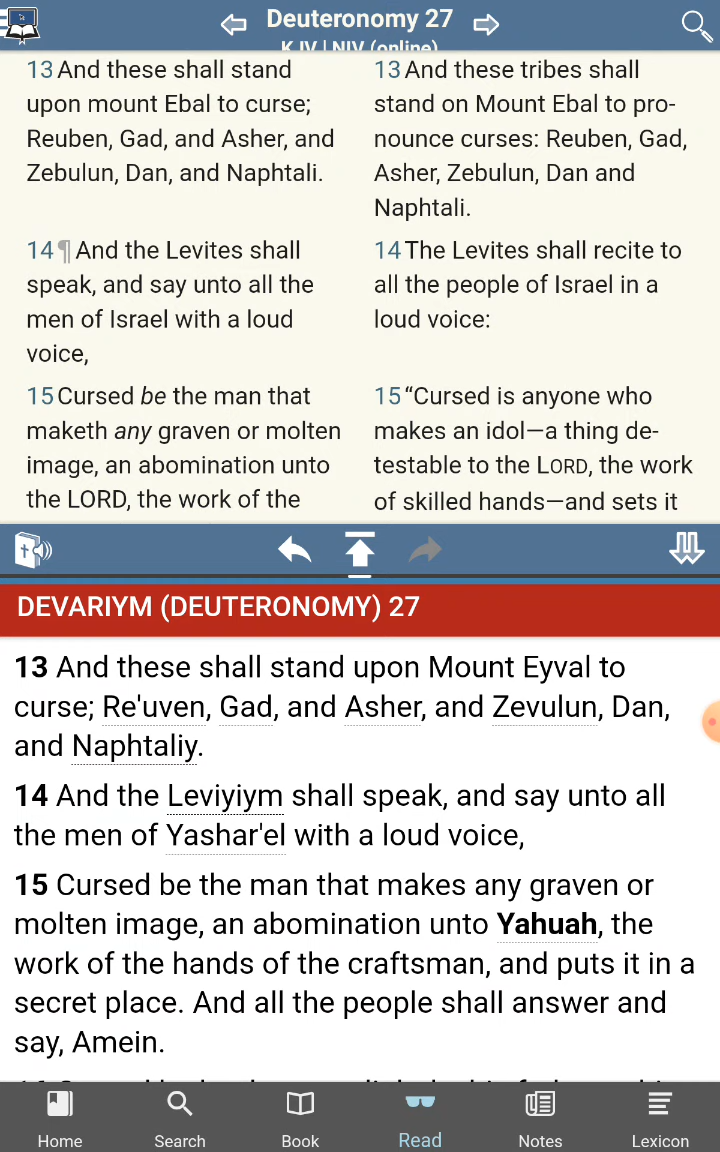 Deuteronomy 27
KJV | NIV (online)
13 And these shall stand
upon mount Ebal to curse;
Reuben, Gad, and Asher, and
Zebulun, Dan, and Naphtali.
14 ¶ And the Levites shall
speak, and say unto all the
men of Israel with a loud
voice,
15 Cursed be the man that
maketh any graven or molten
image, an abomination unto
the LORD, the work of the
13 And these tribes shall
stand on Mount Ebal to pro-
nounce curses: Reuben, Gad,
Asher, Zebulun, Dan and
Naphtali.
14 The Levites shall recite to
all the people of Israel in a
loud voice:
15 “Cursed is anyone who
makes an idol—a thing de-
testable to the LORD, the work
of skilled hands—and sets it
DEVARIYM (DEUTERONOMY) 27
13 And these shall stand upon Mount Eyval to
curse; Re'uven, Gad, and Asher, and Zevulun, Dan,
and Naphtaliy.
14 And the Leviyiym shall speak, and say unto all
the men of Yashar'el with a loud voice,
15 Cursed be the man that makes any graven or
molten image, an abomination unto Yahuah, the
work of the hands of the craftsman, and puts it in a
secret place. And all the people shall answer and
say, Amein.
Home
Search
Book
Read
Notes
Lexicon